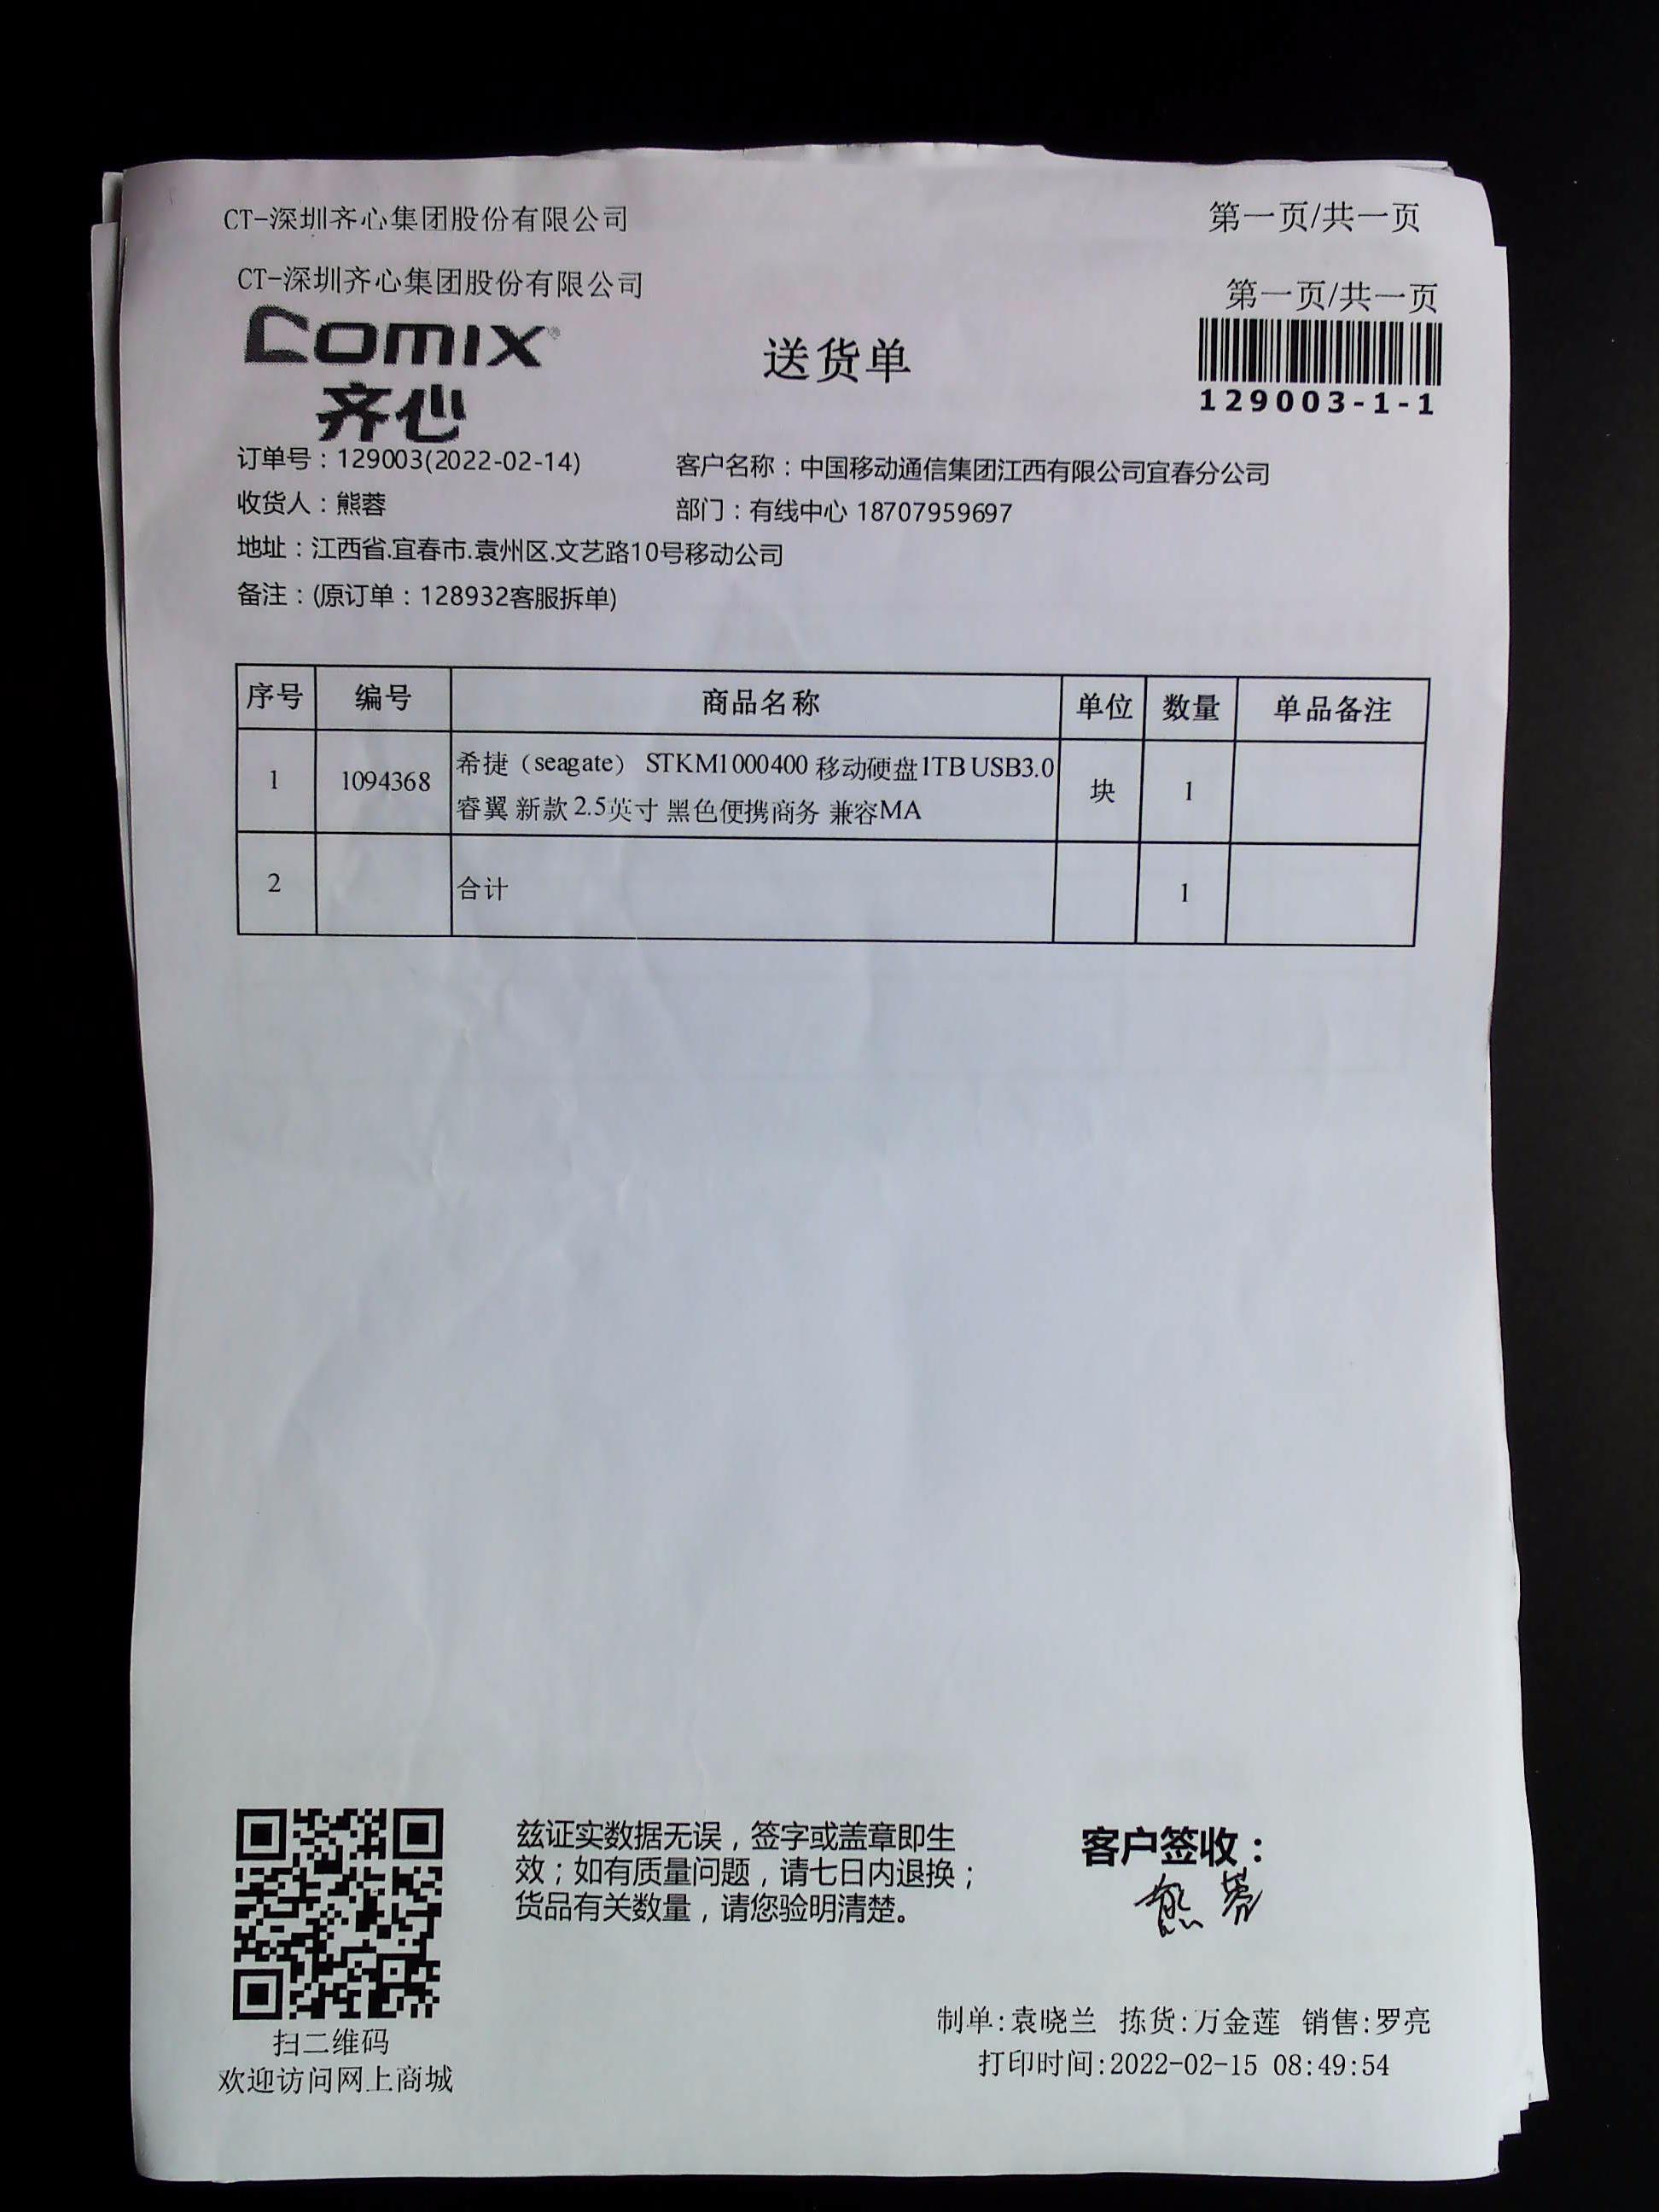 CT-深圳齐心集团股份有限公司 第一页/共一页
CT-深圳齐心集团股份有限公司 第一页/共一页
COMIX
齐心
送货单
129003-1-1
订单号：129003(2022-02-14) 客户名称：中国移动通信集团江西有限公司宜春分公司
收货人：熊蓉 部门：有线中心 18707959697
地址：江西省.宜春市.袁州区.文艺路10号移动公司
备注：(原订单：128932客服拆单)
序号 编号 商品名称 单位 数量 单品备注
1 1094368 希捷（seagate） STKM1000400 移动硬盘1TB USB3.0 块 1
睿翼 新款 2.5英寸 黑色便携商务 兼容MA
2 合计 1
兹证实数据无误，签字或盖章即生
效；如有质量问题，请七日内退换；
货品有关数量，请您验明清楚。
客户签收：
熊蓉
扫二维码
欢迎访问网上商城
制单:袁晓兰 拣货:万金莲 销售:罗亮
打印时间:2022-02-15 08:49:54